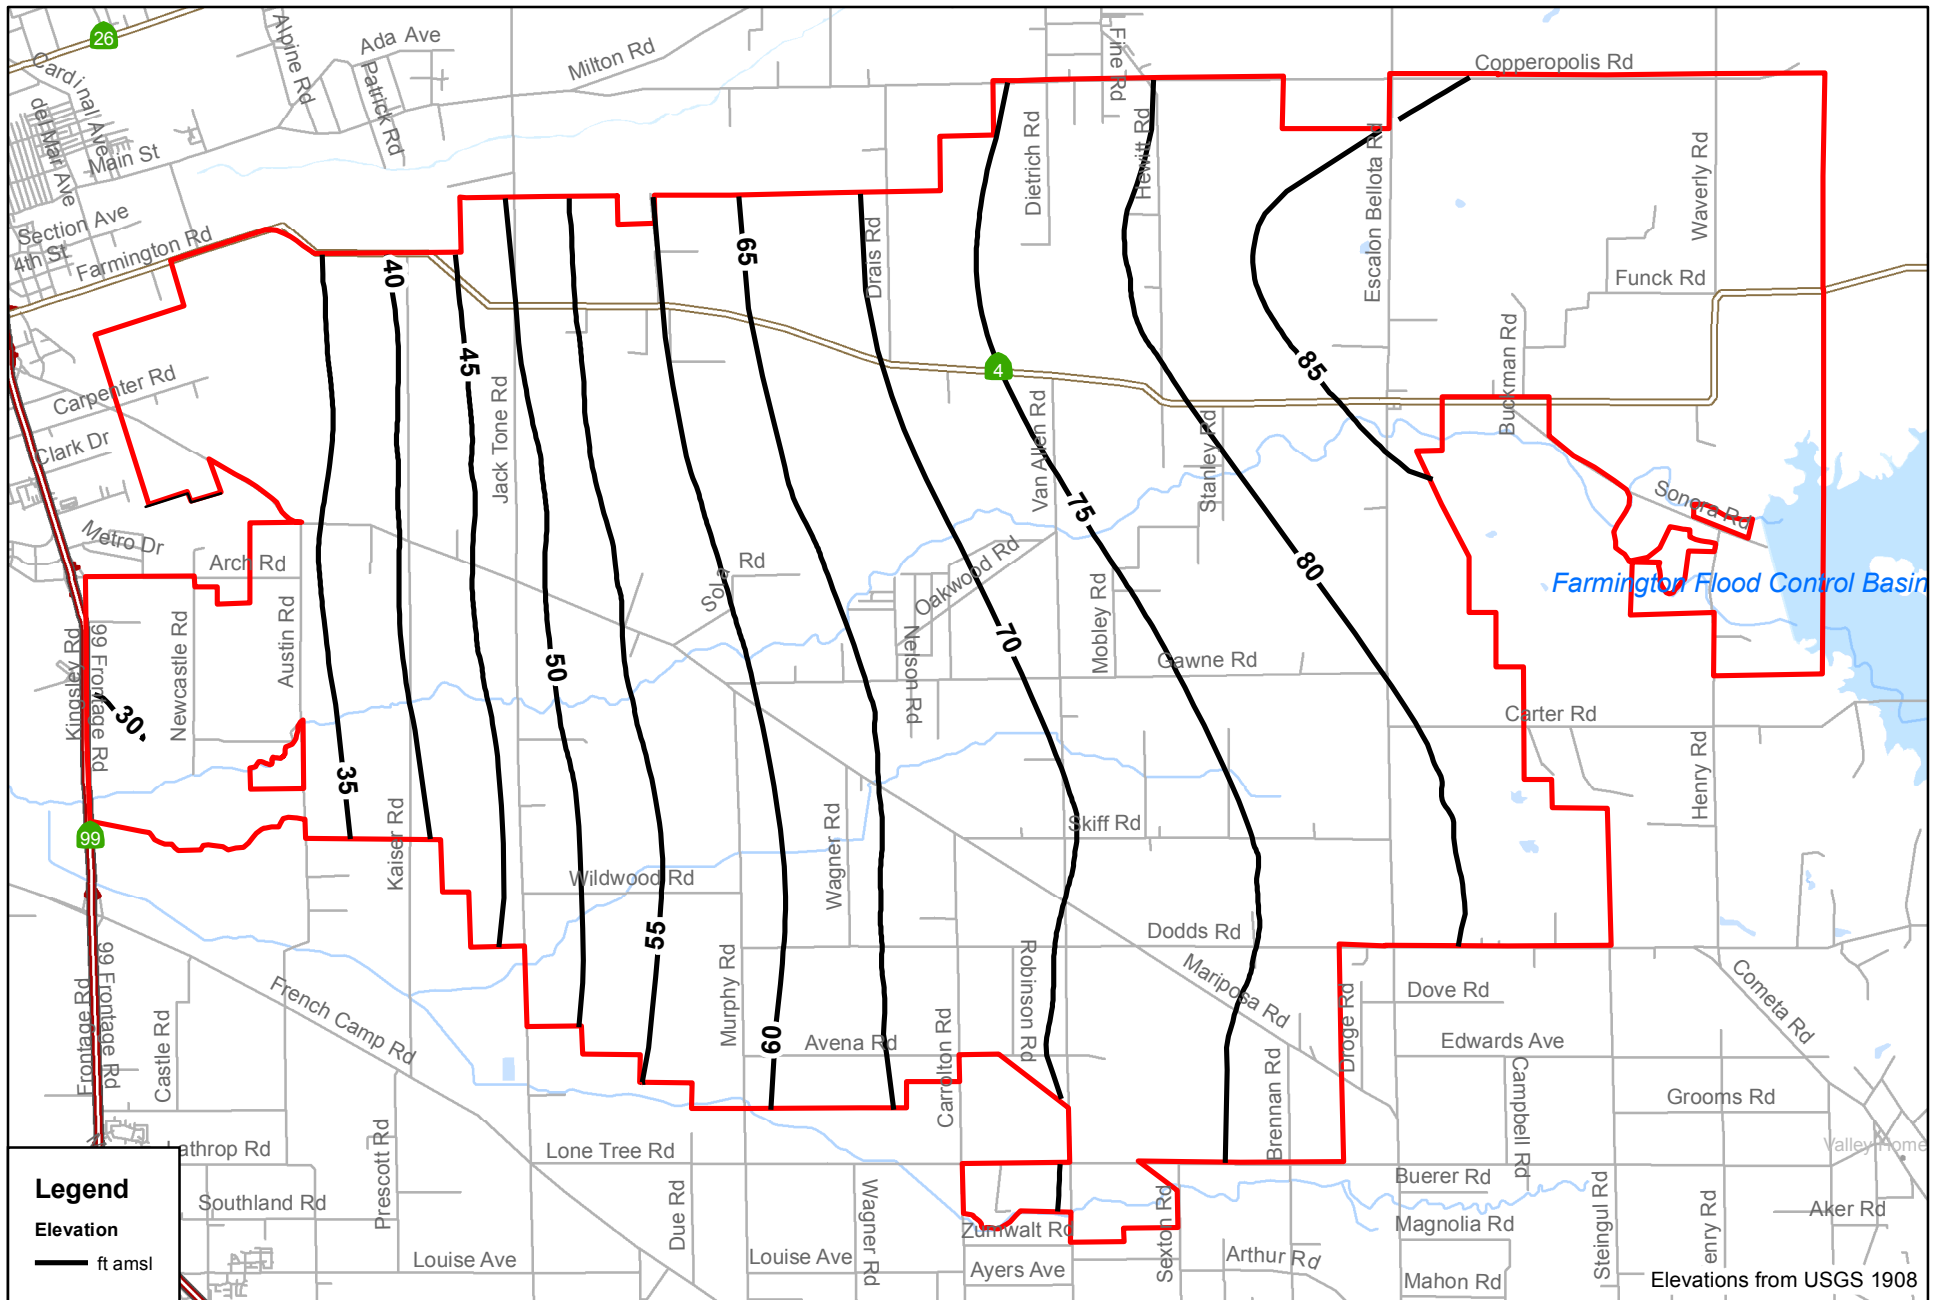 26
Alpine Rd
Ada Ave
Patrick Rd
Milton Rd
Fine Rd
Copperopolis Rd
Cardinal Ave
del Mar Ave
Main St
Hewitt Rd
Dietrich Rd
Escalon Bellota Rd
Waverly Rd
Section Ave
4th St
Farmington Rd
40
65
Drais Rd
Funck Rd
45
Jack Tone Rd
4
85
Buckman Rd
Carpenter Rd
Clark Dr
Van Allen Rd
Stanley Rd
75
Sonora Rd
Metro Dr
Arch Rd
Sola Rd
Oakwood Rd
80
Farmington Flood Control Basin
Austin Rd
Newcastle Rd
Kingsley Rd
99 Frontage Rd
50
Nelson Rd
70
Mobley Rd
Gawne Rd
30
Carter Rd
35
Henry Rd
99
Kaiser Rd
Wagner Rd
Skiff Rd
Wildwood Rd
55
Dodds Rd
Murphy Rd
Robinson Rd
Mariposa Rd
Cometa Rd
Frontage Rd
99 Frontage Rd
Castle Rd
French Camp Rd
60
Avena Rd
Carrolton Rd
Droge Rd
Dove Rd
Edwards Ave
Brennan Rd
Campbell Rd
Grooms Rd
Valley Home
Lathrop Rd
Prescott Rd
Lone Tree Rd
Buerer Rd
Southland Rd
Due Rd
Wagner Rd
Zumwalt Rd
Sexton Rd
Magnolia Rd
Steingul Rd
enry Rd
Aker Rd
Louise Ave
Louise Ave
Ayers Ave
Arthur Rd
Mahon Rd
Legend
Elevation
ft amsl
Elevations from USGS 1908